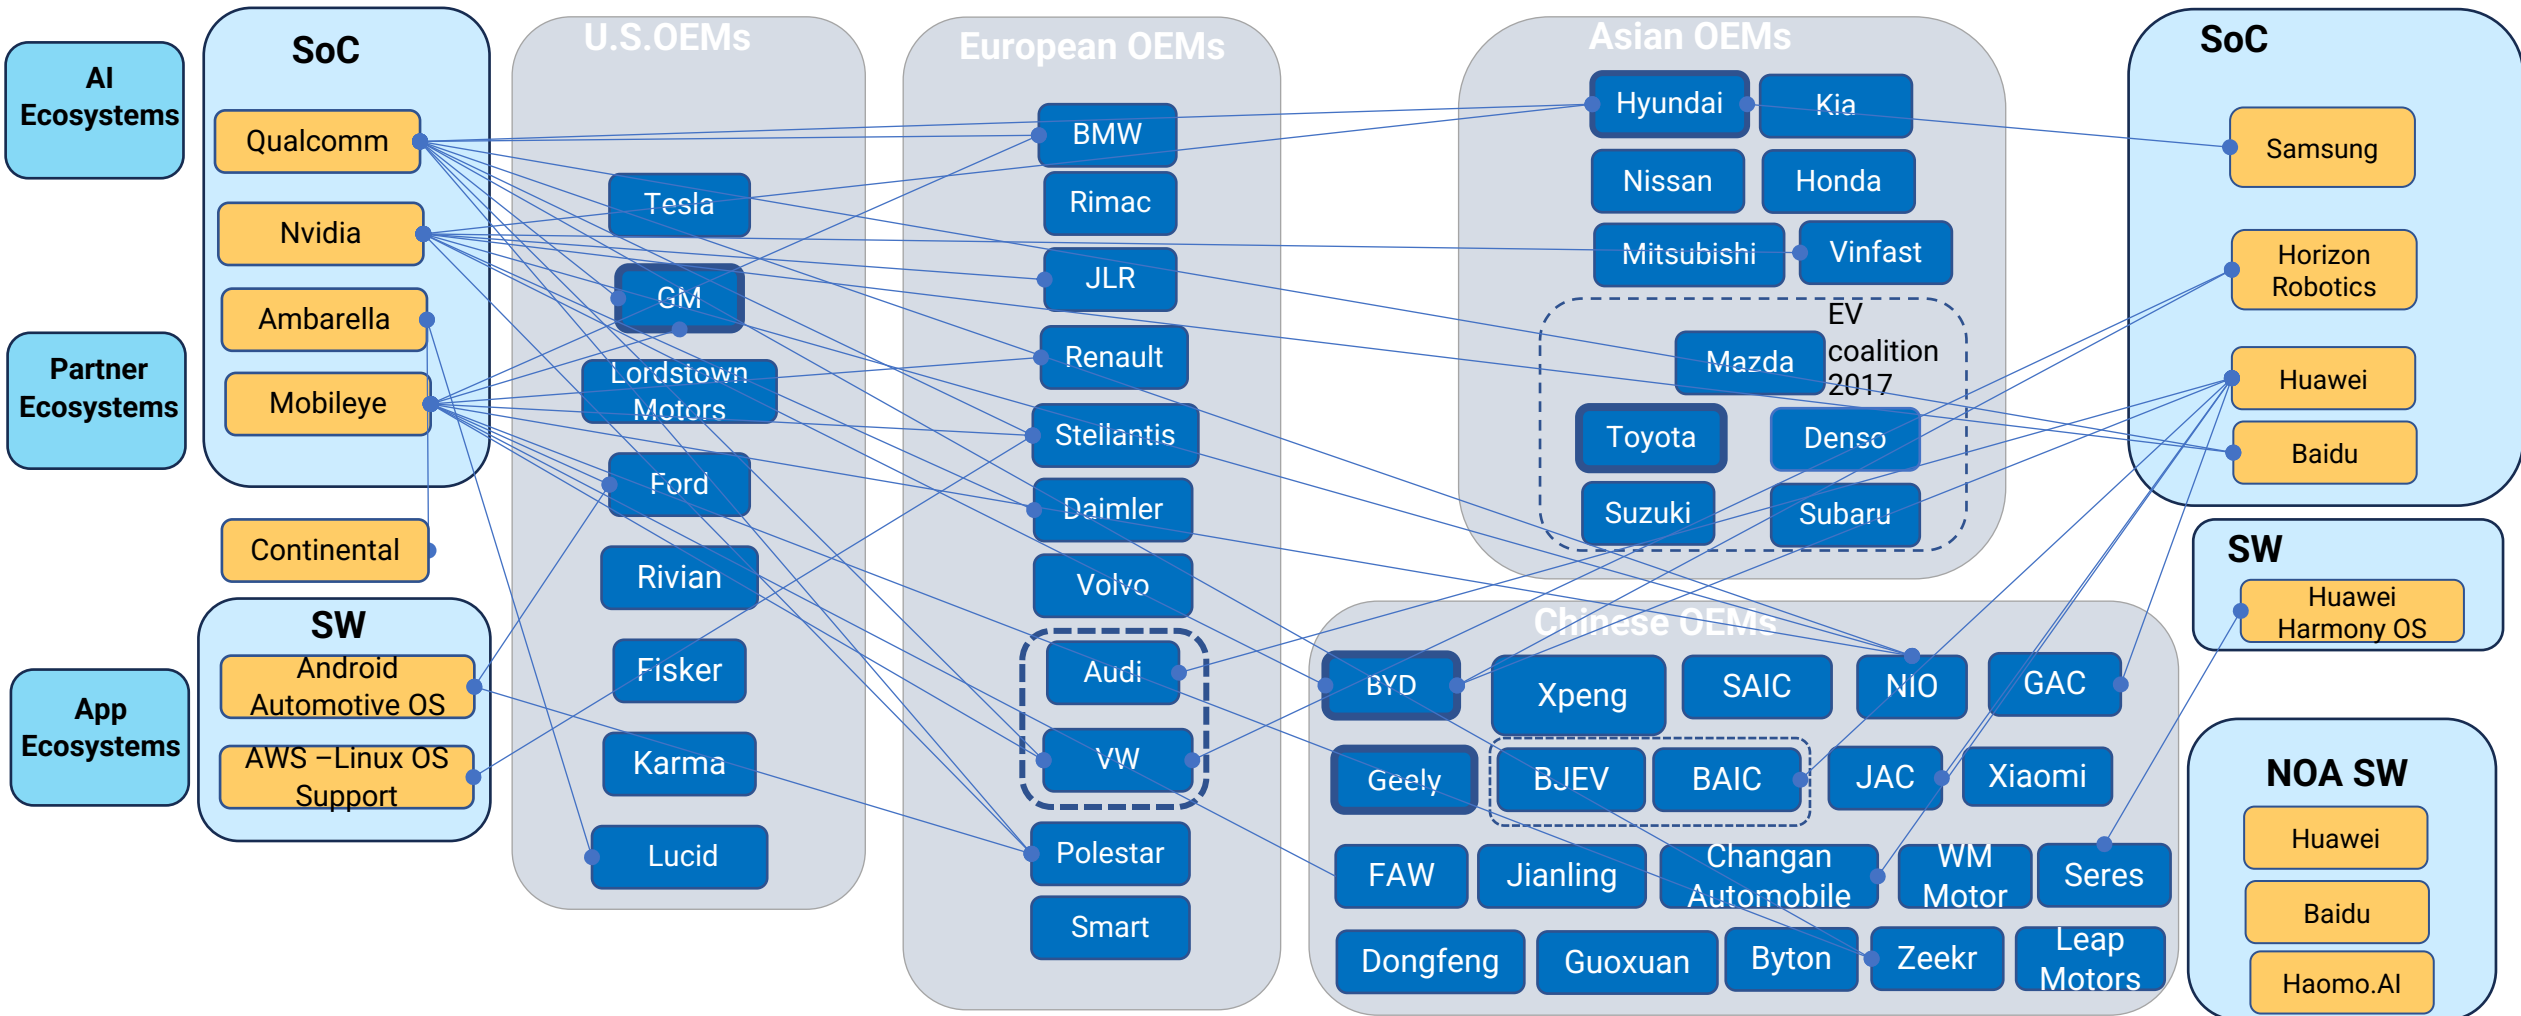 AI
Ecosystems
Partner
Ecosystems
App
Ecosystems
SoC
Qualcomm
Nvidia
Ambarella
Mobileye
Continental
SW
Android
Automotive OS
AWS –Linux OS
Support
U.S.OEMs
Tesla
GM
Lordstown
Motors
Ford
Rivian
Fisker
Karma
Lucid
European OEMs
BMW
Rimac
JLR
Renault
Stellantis
Daimler
Volvo
Audi
VW
Polestar
Smart
Asian OEMs
Hyundai
Kia
Nissan
Honda
Mitsubishi
Vinfast
EV
coalition
2017
Mazda
Toyota
Denso
Suzuki
Subaru
Chinese OEMs
BYD
Xpeng
SAIC
NIO
GAC
Geely
BJEV
BAIC
JAC
Xiaomi
FAW
Jianling
Changan
Automobile
WM
Motor
Seres
Dongfeng
Guoxuan
Byton
Zeekr
Leap
Motors
SoC
Samsung
Horizon
Robotics
Huawei
Baidu
SW
Huawei
Harmony OS
NOA SW
Huawei
Baidu
Haomo.AI